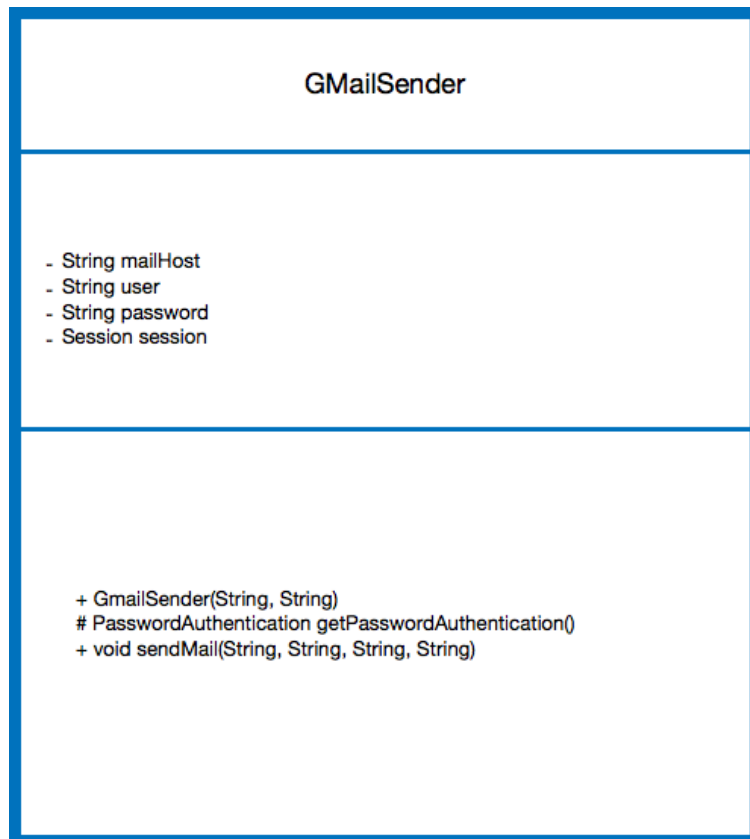 GMailSender
- String mailHost
- String user
- String password
- Session session
+ GmailSender(String, String)
# PasswordAuthentication getPasswordAuthentication()
+ void sendMail(String, String, String, String)